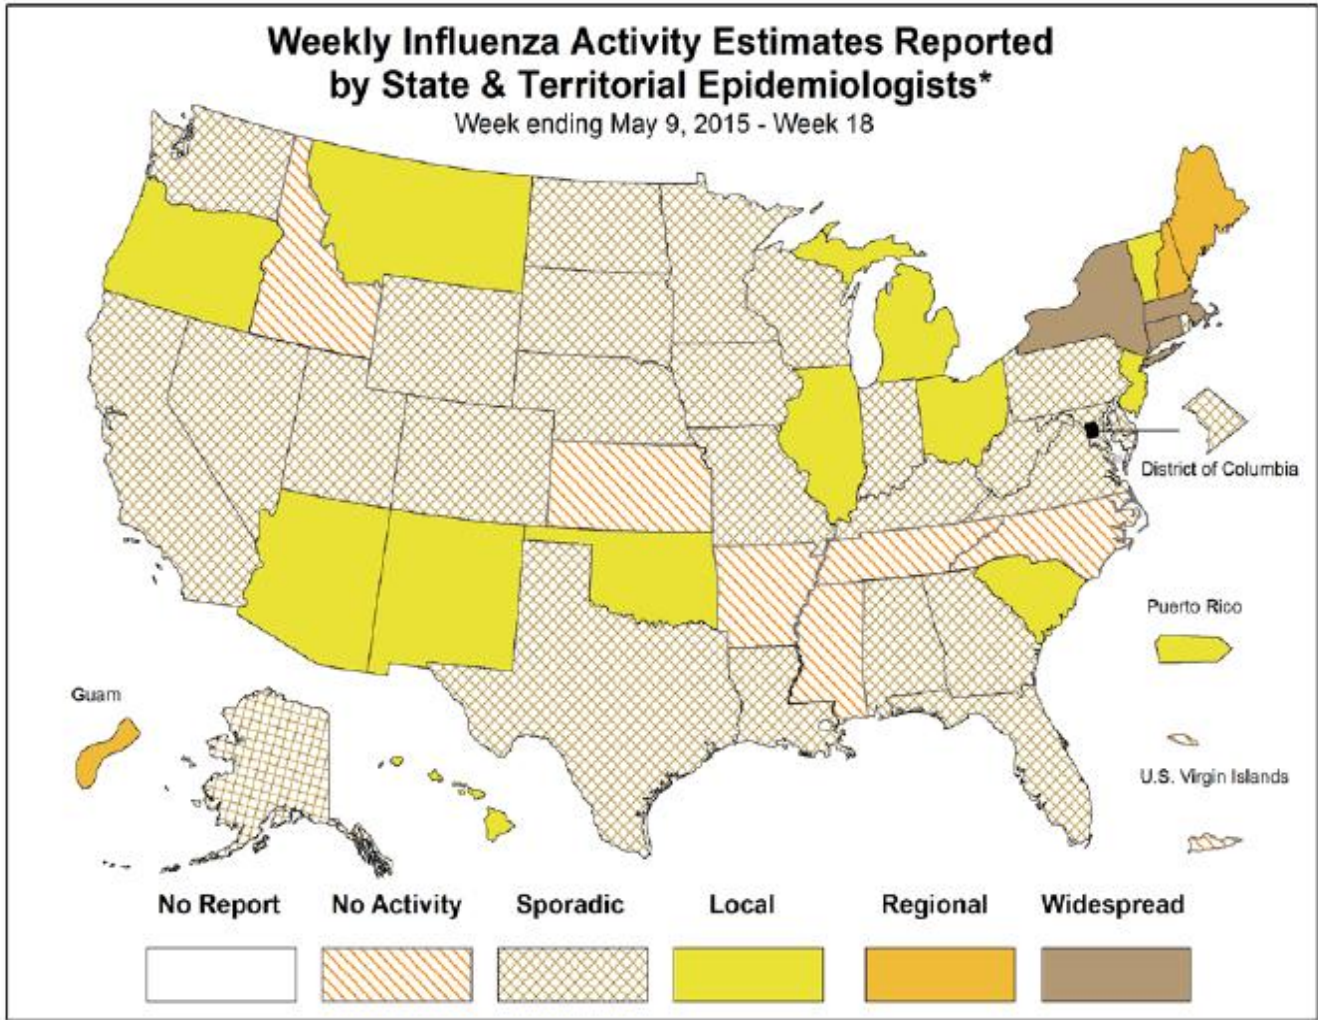 Weekly Influenza Activity Estimates Reported
by State & Territorial Epidemiologists*
Week ending May 9, 2015 - Week 18
District of Columbia
Puerto Rico
Guam
U.S. Virgin Islands
No Report
No Activity
Sporadic
Local
Regional
Widespread